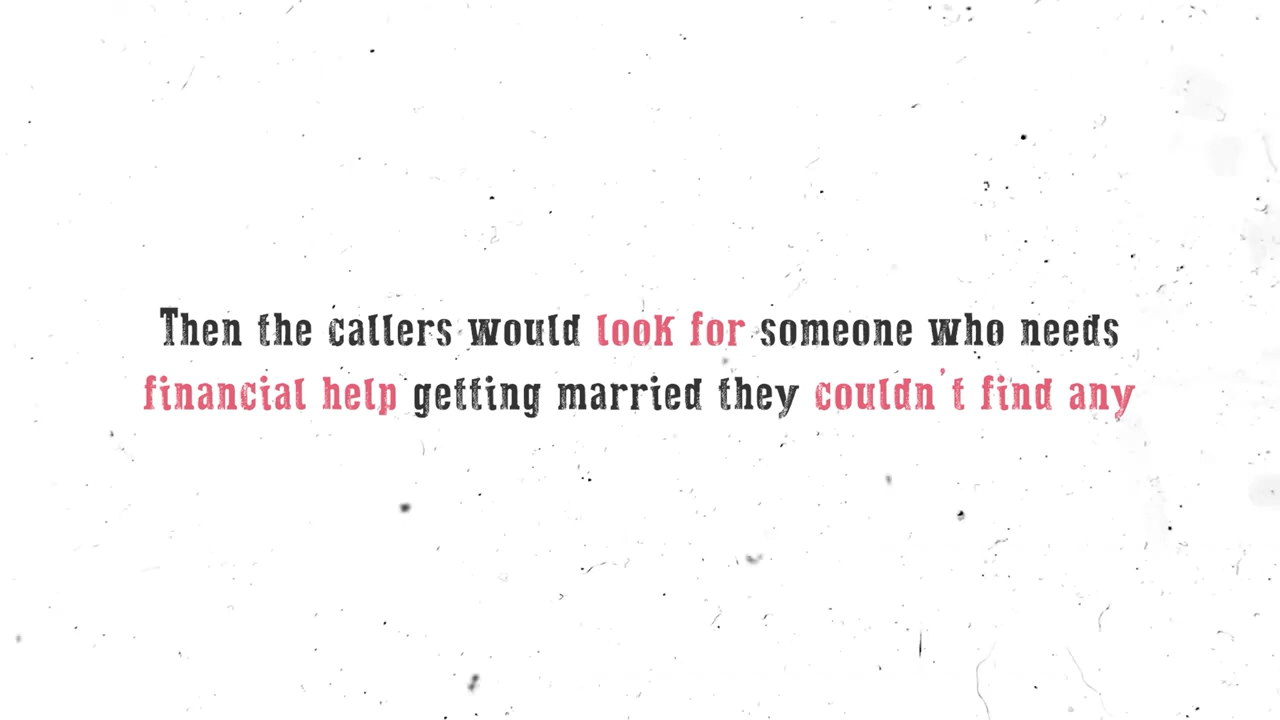 Then the callers would look for someone who needs
financial help getting married they couldn't find any